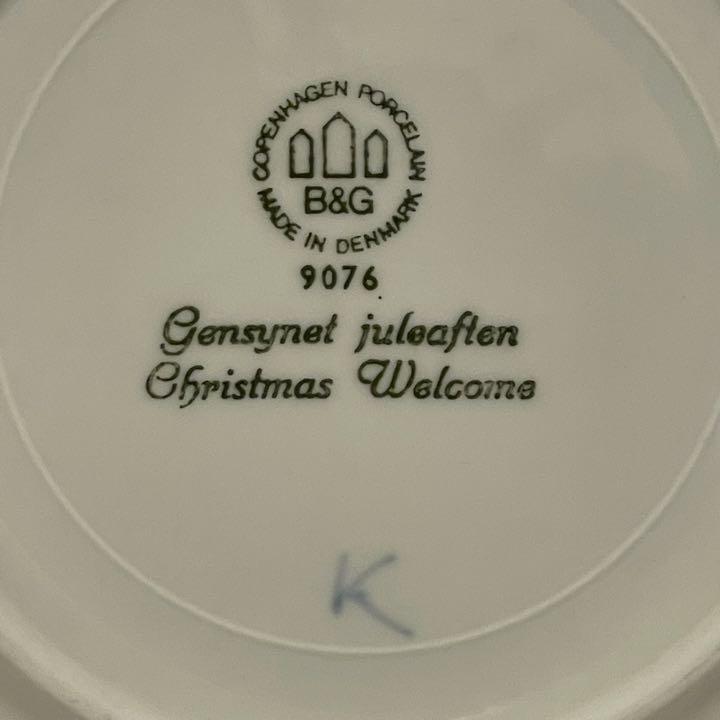 COPENHAGEN PORCELAIN
B&G
MADE IN DENMARK
9076
Gensynet juleaften
Christmas Welcome
K